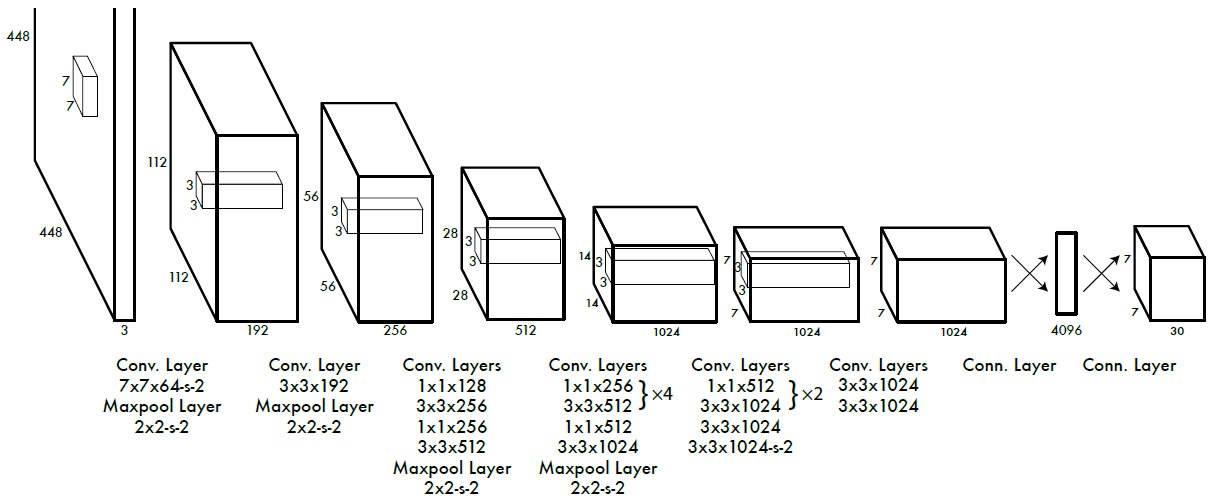 448
7
7
448
3
112
3
3
112
192
56
3
3
56
256
28
3
3
28
512
14
3
3
14
1024
7
3
3
7
1024
7
7
1024
4096
7
7
30
Conv. Layer
7x7x64-s-2
Maxpool Layer
2x2-s-2
Conv. Layer
3x3x192
Maxpool Layer
2x2-s-2
Conv. Layers
1x1x128
3x3x256
1x1x256
3x3x512
Maxpool Layer
2x2-s-2
Conv. Layers
1x1x256
3x3x512
} ×4
1x1x512
3x3x1024
Maxpool Layer
2x2-s-2
Conv. Layers
1x1x512
3x3x1024
} ×2
3x3x1024
3x3x1024-s-2
Conv. Layers
3x3x1024
3x3x1024
Conn. Layer
Conn. Layer